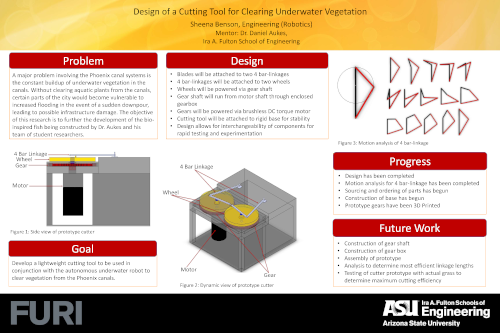 Design of a Cutting Tool for Clearing Underwater Vegetation
Sheena Benson, Engineering (Robotics)
Mentor: Dr. Daniel Aukes,
Ira A. Fulton School of Engineering
Problem
A major problem involving the Phoenix canal systems is
the constant buildup of underwater vegetation in the
canals. Without clearing aquatic plants from the canals,
certain parts of the city would become vulnerable to
increased flooding in the event of a sudden downpour,
leading to possible infrastructure damage. The objective
of this research is to further the development of the bio-
inspired fish being constructed by Dr. Aukes and his
team of student researchers.
4 Bar Linkage
Wheel
Gear
Motor
Figure 1: Side view of prototype cutter
Goal
Develop a lightweight cutting tool to be used in
conjunction with the autonomous underwater robot to
clear vegetation from the Phoenix canals.
Design
• Blades will be attached to two 4 bar-linkages
• 4 bar-linkages will be attached to two wheels
• Wheels will be powered via gear shaft
• Gear shaft will run from motor shaft through enclosed
gearbox
• Gears will be powered via brushless DC torque motor
• Cutting tool will be attached to rigid base for stability
• Design allows for interchangeability of components for
rapid testing and experimentation
4 Bar Linkage
Wheel
Motor
Gear
Figure 2: Dynamic view of prototype cutter
Figure 3: Motion analysis of 4 bar-linkage
Progress
• Design has been completed
• Motion analysis for 4 bar-linkage has been completed
• Sourcing and ordering of parts has begun
• Construction of base has begun
• Prototype gears have been 3D Printed
Future Work
• Construction of gear shaft
• Construction of gear box
• Assembly of prototype
• Analysis to determine most efficient linkage lengths
• Testing of cutter prototype with actual grass to
determine maximum cutting efficiency
FURI
ASU Ira A. Fulton Schools of
Engineering
Arizona State University